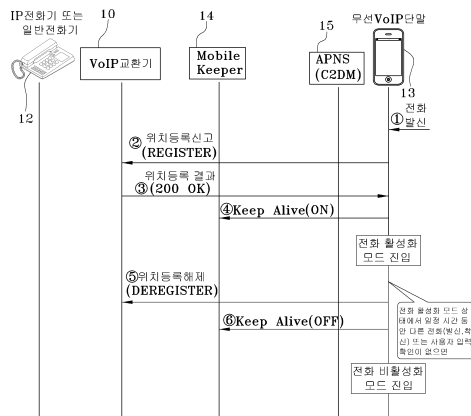 IP전화기 또는
일반전화기
10
14
무선VoIP단말
VoIP교환기
Mobile
Keeper
15
APNS
(C2DM)
12
13
전화
①발신
②위치등록신고
(REGISTER)
위치등록 결과
③(200 OK)
④Keep Alive(ON)
전화 활성화
모드 진입
⑤위치등록해제
(DEREGISTER)
전화 활성화 모드 상
태에서 일정 시간 동
안 다른 전화(발신,착
신) 또는 사용자 입력
확인이 없으면
⑥Keep Alive(OFF)
전화 비활성화
모드 진입